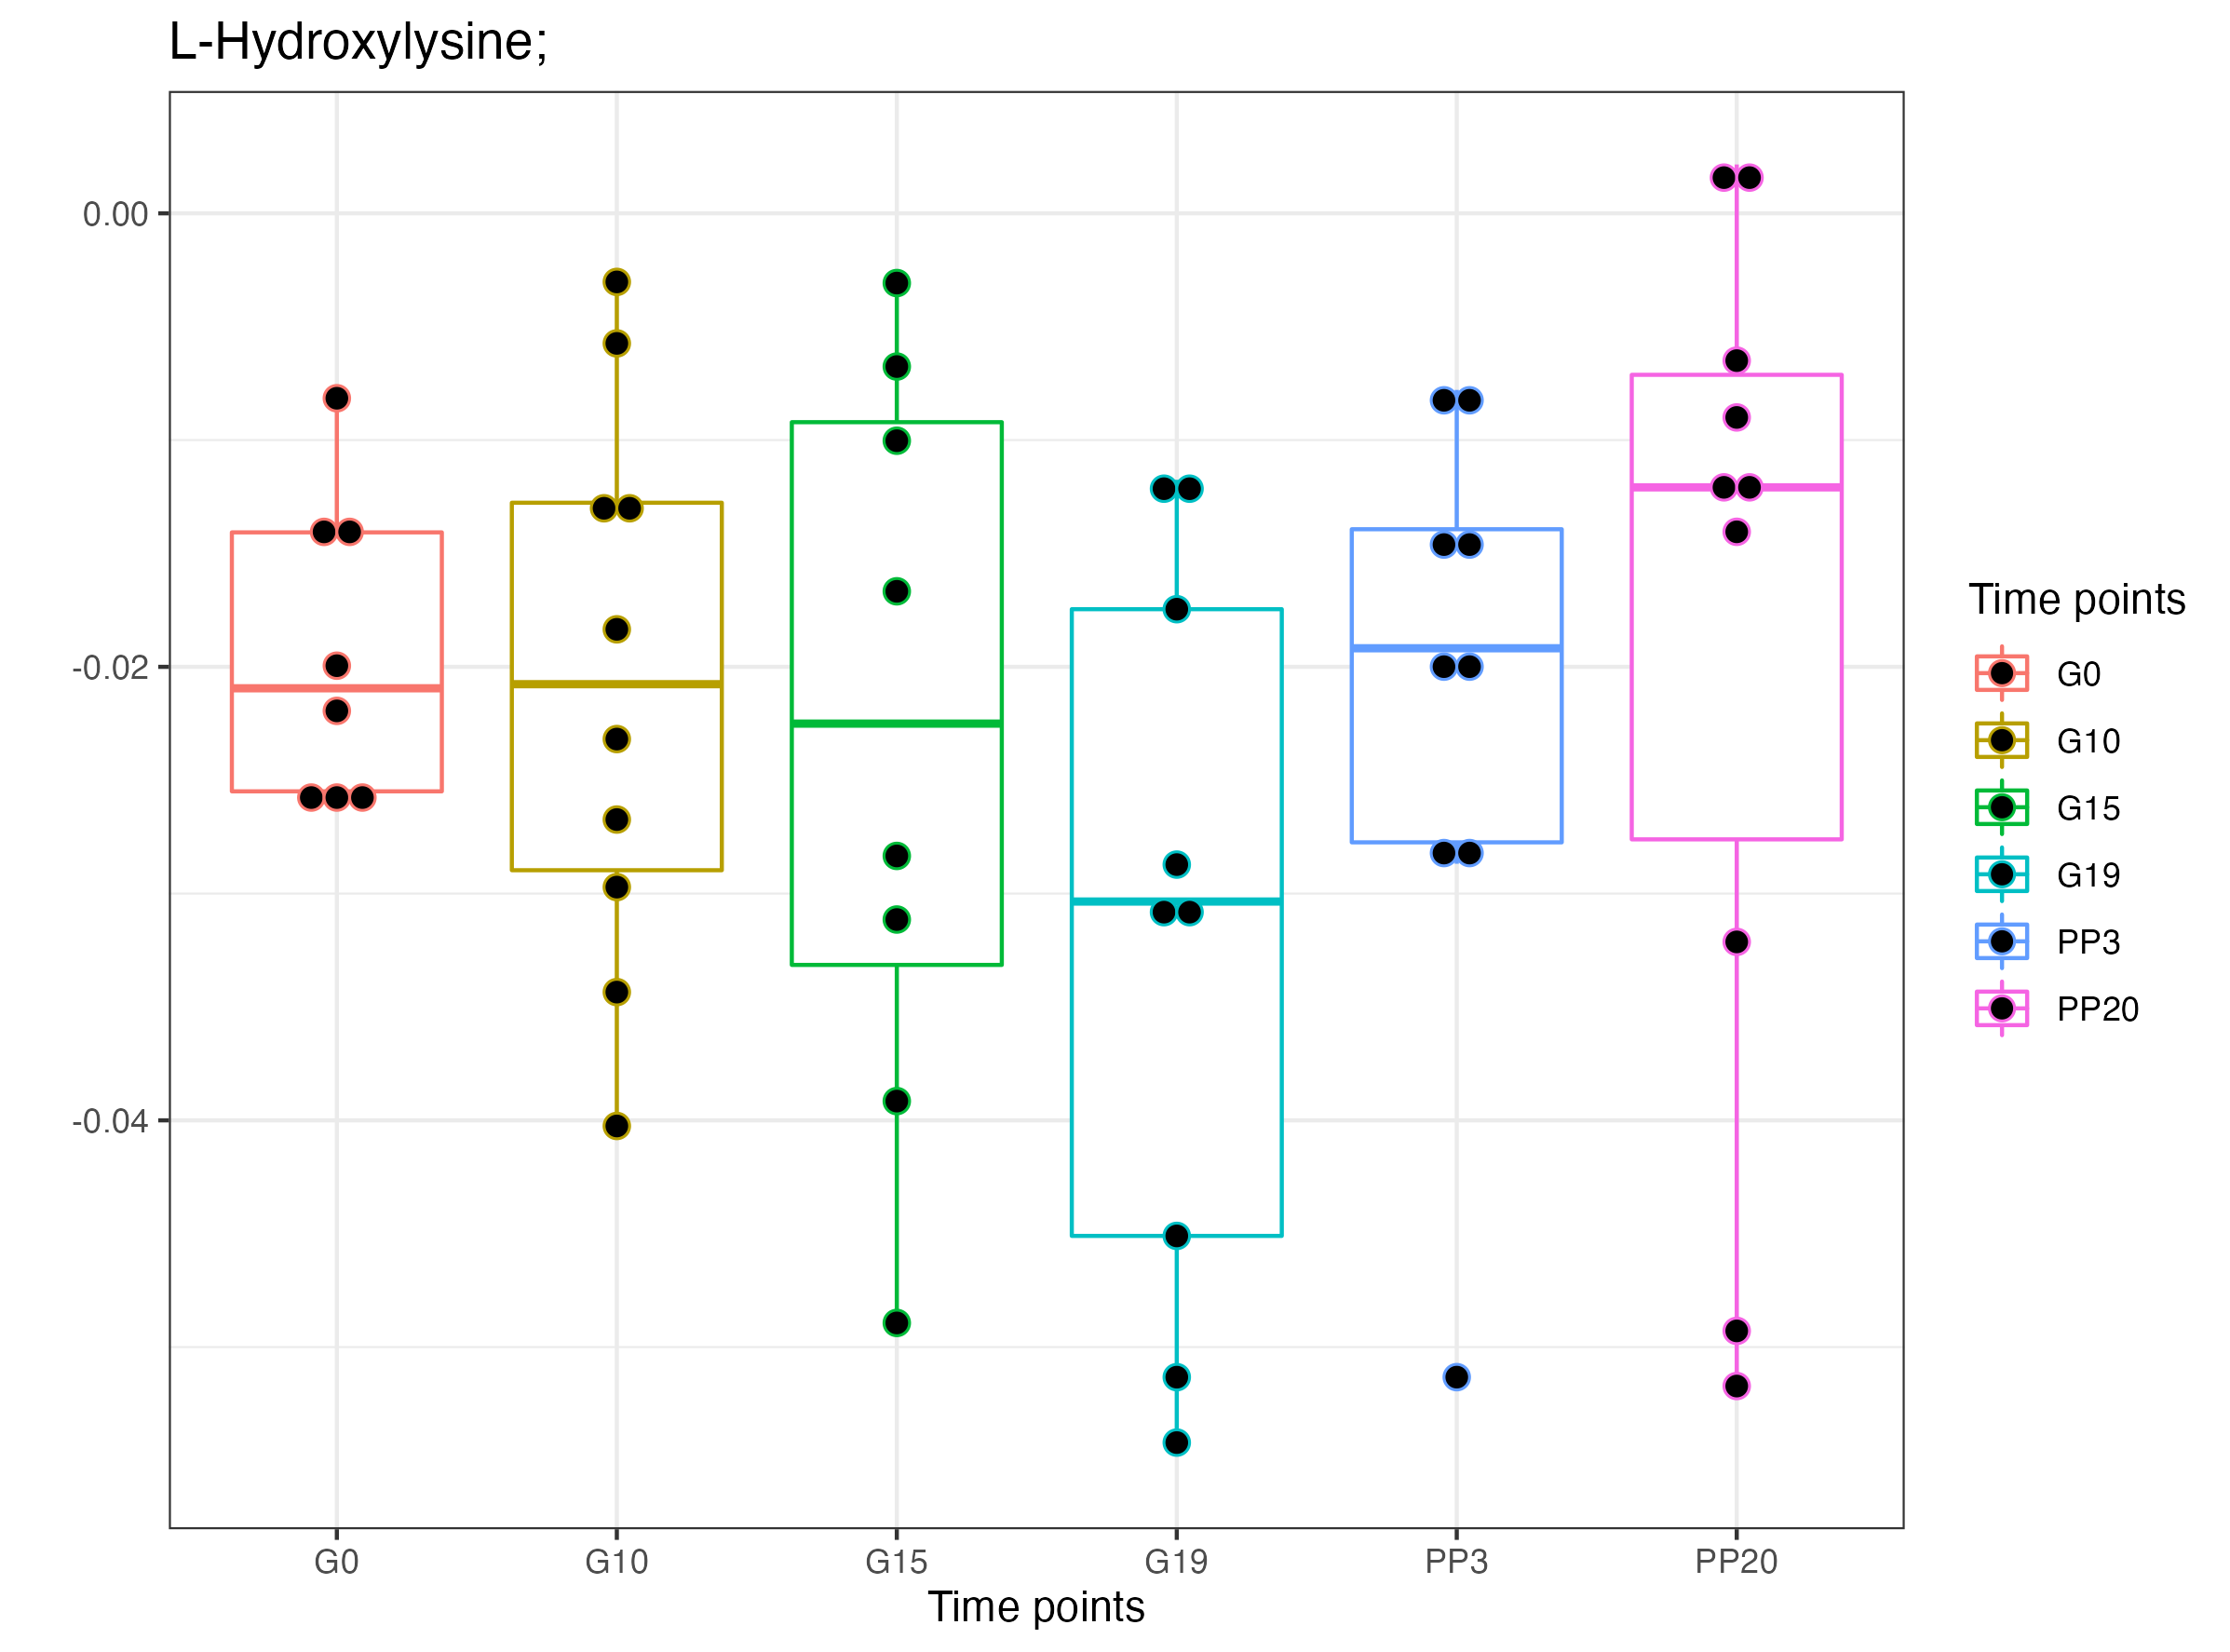 L-Hydroxylysine;
0.00
-0.02
-0.04
G0
G10
G15
G19
PP3
PP20
Time points
Time points
G0
G10
G15
G19
PP3
PP20